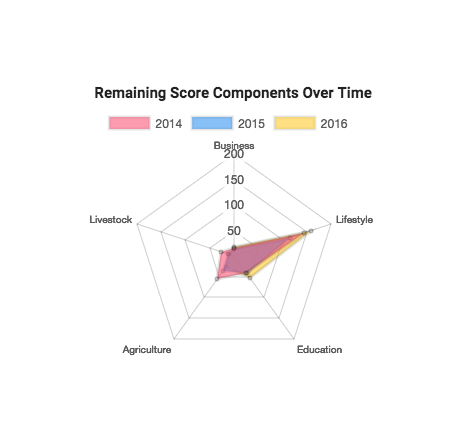 Remaining Score Components Over Time
2014 2015 2016
Business
200
150
100
50
Livestock Lifestyle
Agriculture Education